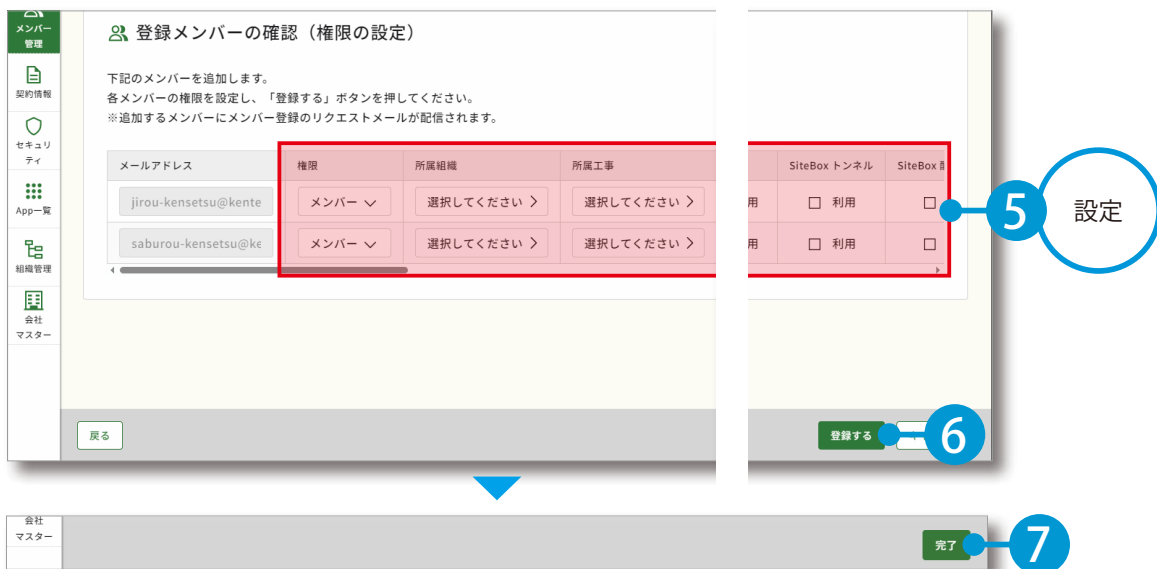 メンバー
管理
契約情報
セキュリ
ティ
App一覧
組織管理
会社
マスター
登録メンバーの確認（権限の設定）
下記のメンバーを追加します。
各メンバーの権限を設定し、「登録する」ボタンを押してください。
※追加するメンバーにメンバー登録のリクエストメールが配信されます。
メールアドレス 権限 所属組織 所属工事 SiteBox トンネル SiteBox
jirou-kensetsu@kente メンバー 選択してください 選択してください 用 利用
saburou-kensetsu@ke メンバー 選択してください 選択してください 用 利用
5 設定
戻る 登録する 6
会社
マスター
完了 7